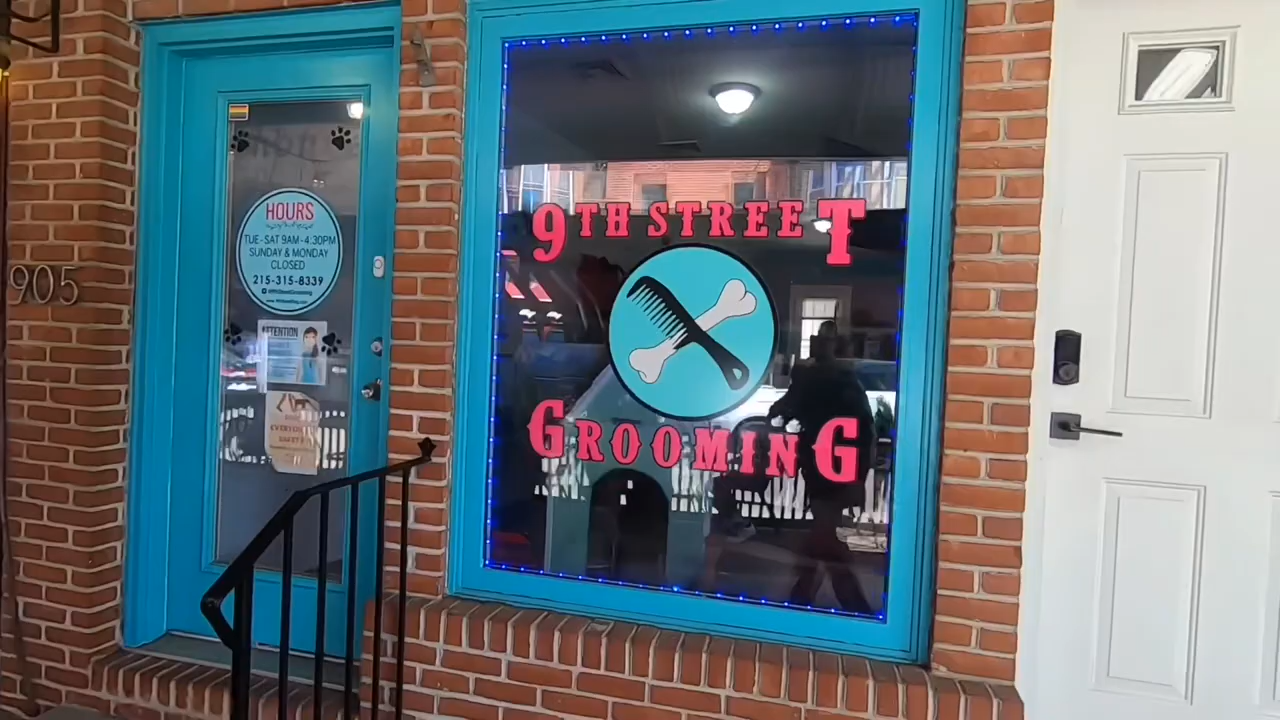 905
HOURS
TUE-SAT 9AM-4:30PM
SUNDAY & MONDAY
CLOSED
215-315-8339
ATTENTION
9TH STREET
GROOMING